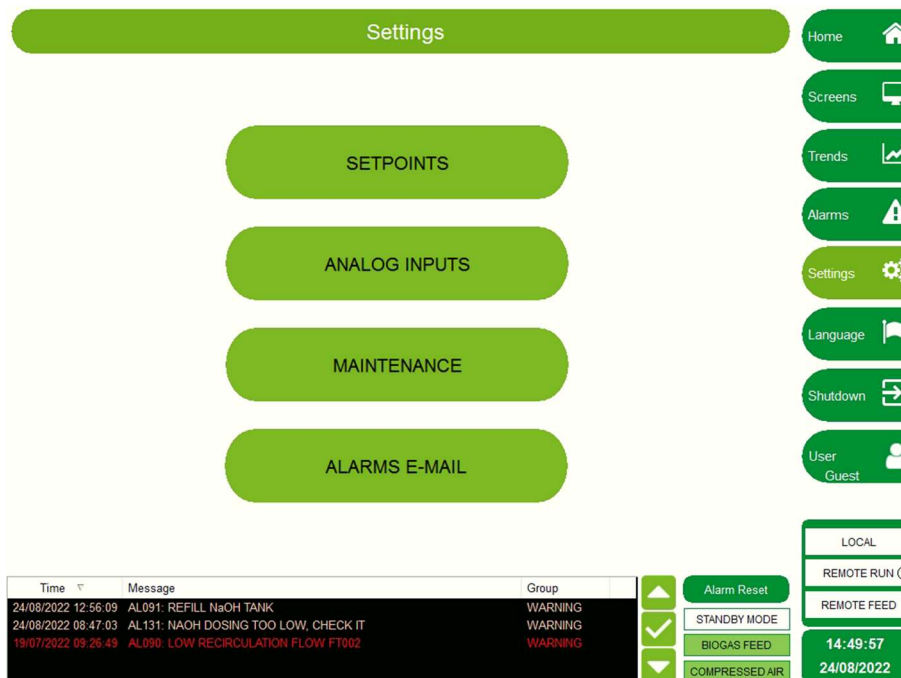 Settings
SETPOINTS
ANALOG INPUTS
MAINTENANCE
ALARMS E-MAIL
Home
Screens
Trends
Alarms
Settings
Language
Shutdown
User
Guest
LOCAL
REMOTE RUN
REMOTE FEED
Time Message Group
24/08/2022 12:56:09 AL091: REFILL NaOH TANK WARNING
24/08/2022 08:47:03 AL131: NAOH DOSING TOO LOW, CHECK IT WARNING
19/07/2022 09:26:49 AL090: LOW RECIRCULATION FLOW FT002 WARNING
Alarm Reset
STANDBY MODE
BIOGAS FEED
COMPRESSED AIR
14:49:57
24/08/2022